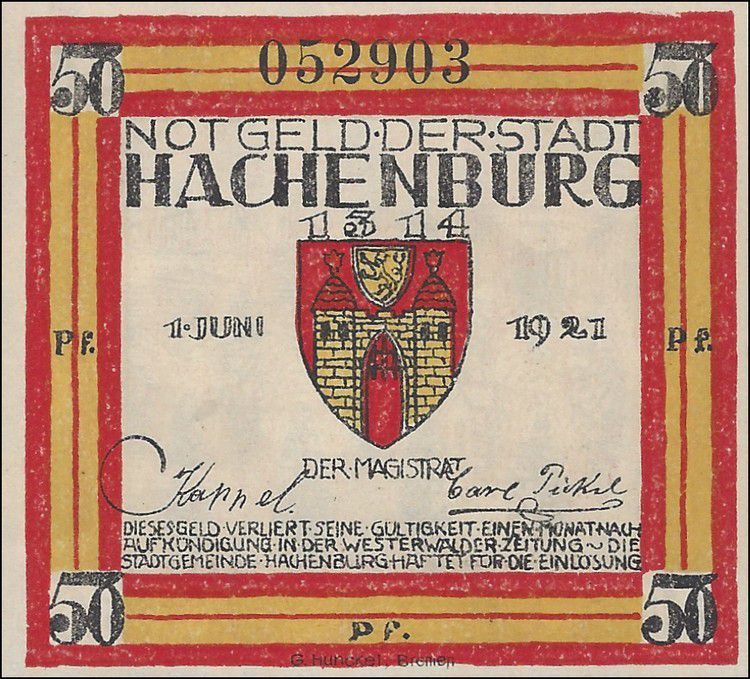 50 052903 50
NOTGELD·DER·STADT
HACHENBURG
1314
1·JUNI 1921
Pf. Pf.
DER·MAGISTRAT
Kappel. Carl Pickel
DIESES GELD·VERLIERT·SEINE·GÜLTIGKEIT·EINEN·MONAT·NACH
AUFKÜNDIGUNG·IN DER WESTERWÄLDER·ZEITUNG~DIE
STADTGEMEINDE·HACHENBURG·HAFTET FÜR·DIE·EINLÖSUNG
50 Pf. 50
G. Hunckel, Bremen